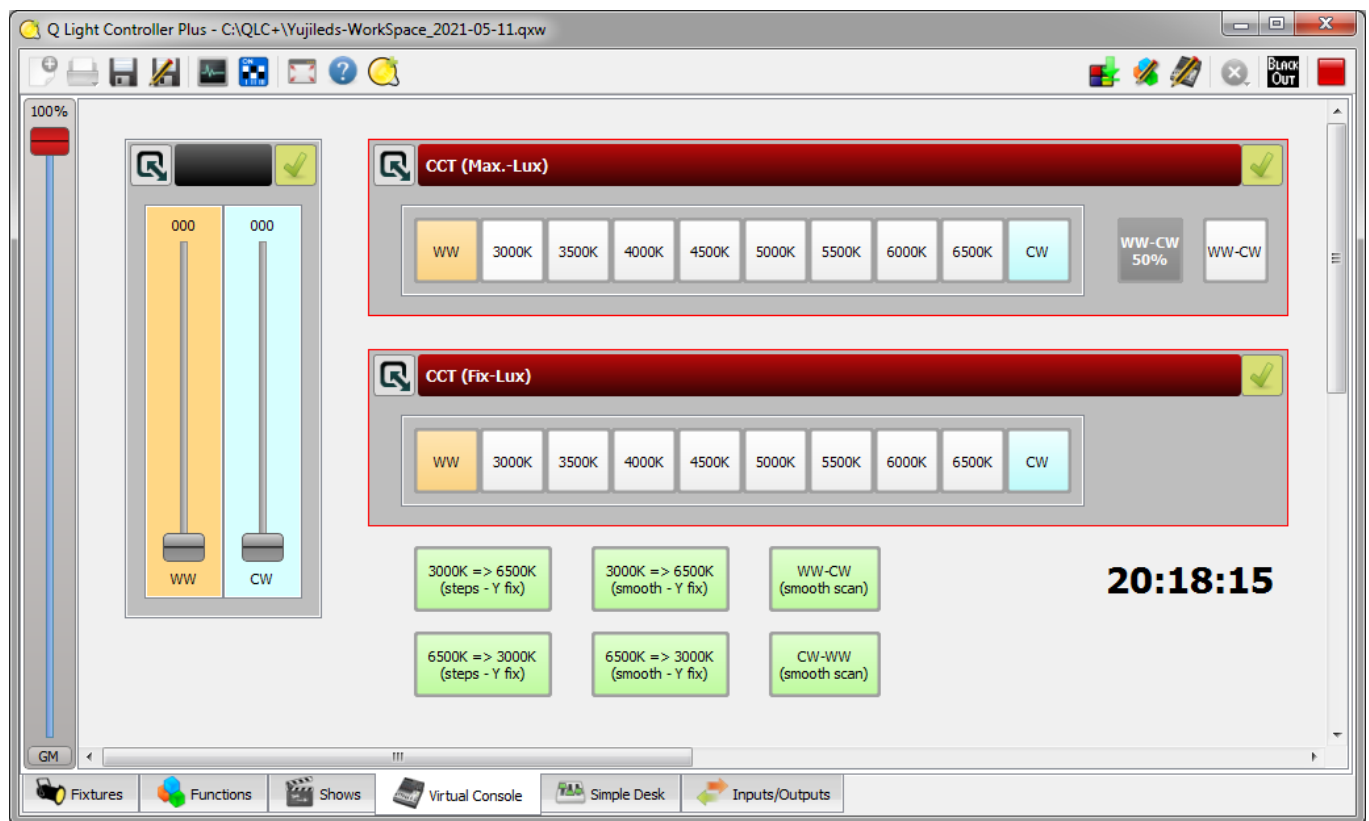 Q Light Controller Plus - C:\QLC+\Yujileds-WorkSpace_2021-05-11.qxw
BLACK
OUT
100%
CCT (Max.-Lux)
000 000
WW 3000K 3500K 4000K 4500K 5000K 5500K 6000K 6500K CW
WW-CW
50%
WW-CW
CCT (Fix-Lux)
WW 3000K 3500K 4000K 4500K 5000K 5500K 6000K 6500K CW
WW CW
3000K => 6500K
(steps - Y fix)
3000K => 6500K
(smooth - Y fix)
WW-CW
(smooth scan)
20:18:15
6500K => 3000K
(steps - Y fix)
6500K => 3000K
(smooth - Y fix)
CW-WW
(smooth scan)
GM
Fixtures Functions Shows Virtual Console Simple Desk Inputs/Outputs